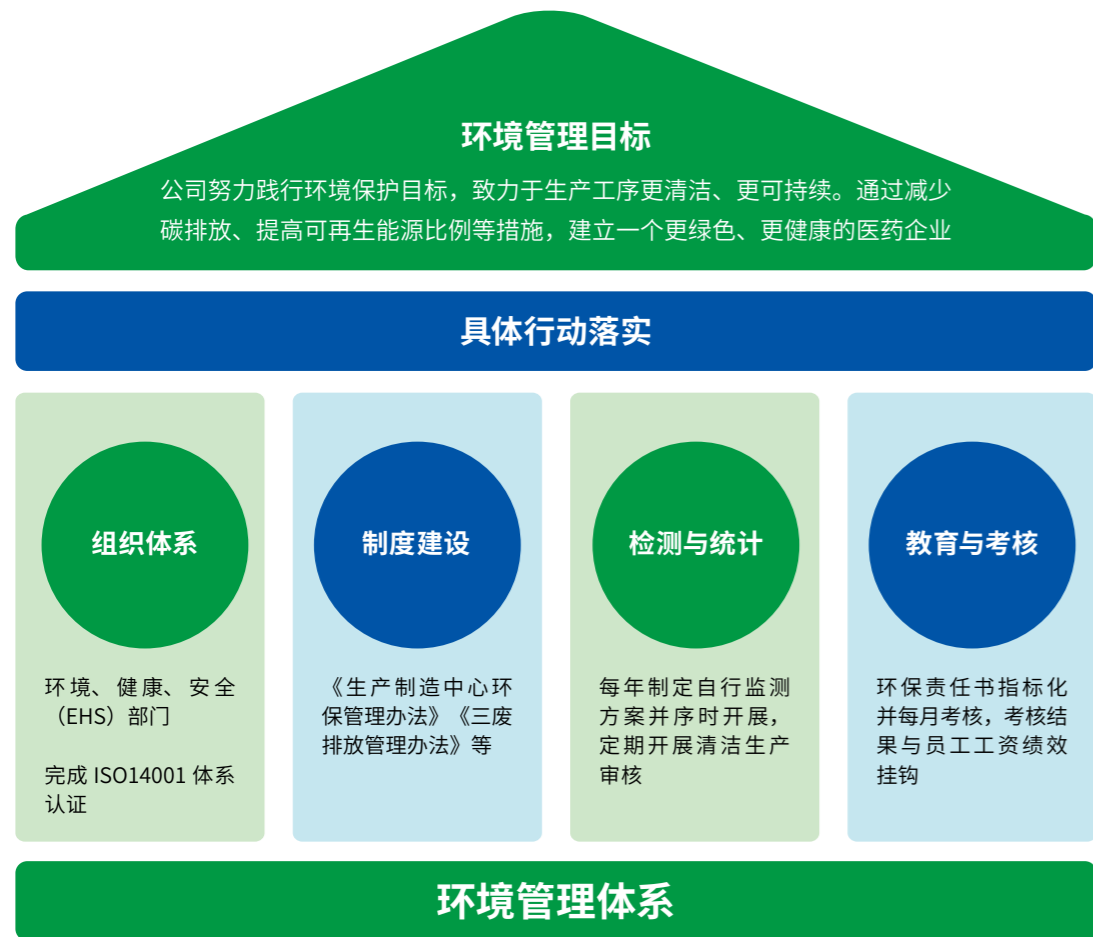 环境管理目标
公司努力践行环境保护目标，致力于生产工序更清洁、更可持续。通过减少
碳排放、提高可再生能源比例等措施，建立一个更绿色、更健康的医药企业
具体行动落实
组织体系
环境、健康、安全
（EHS）部门
完成 ISO14001 体系
认证
制度建设
《生产制造中心环
保管理办法》《三废
排放管理办法》等
检测与统计
每年制定自行监测
方案并序时开展，
定期开展清洁生产
审核
教育与考核
环保责任书指标化
并每月考核，考核结
果与员工工资绩效
挂钩
环境管理体系